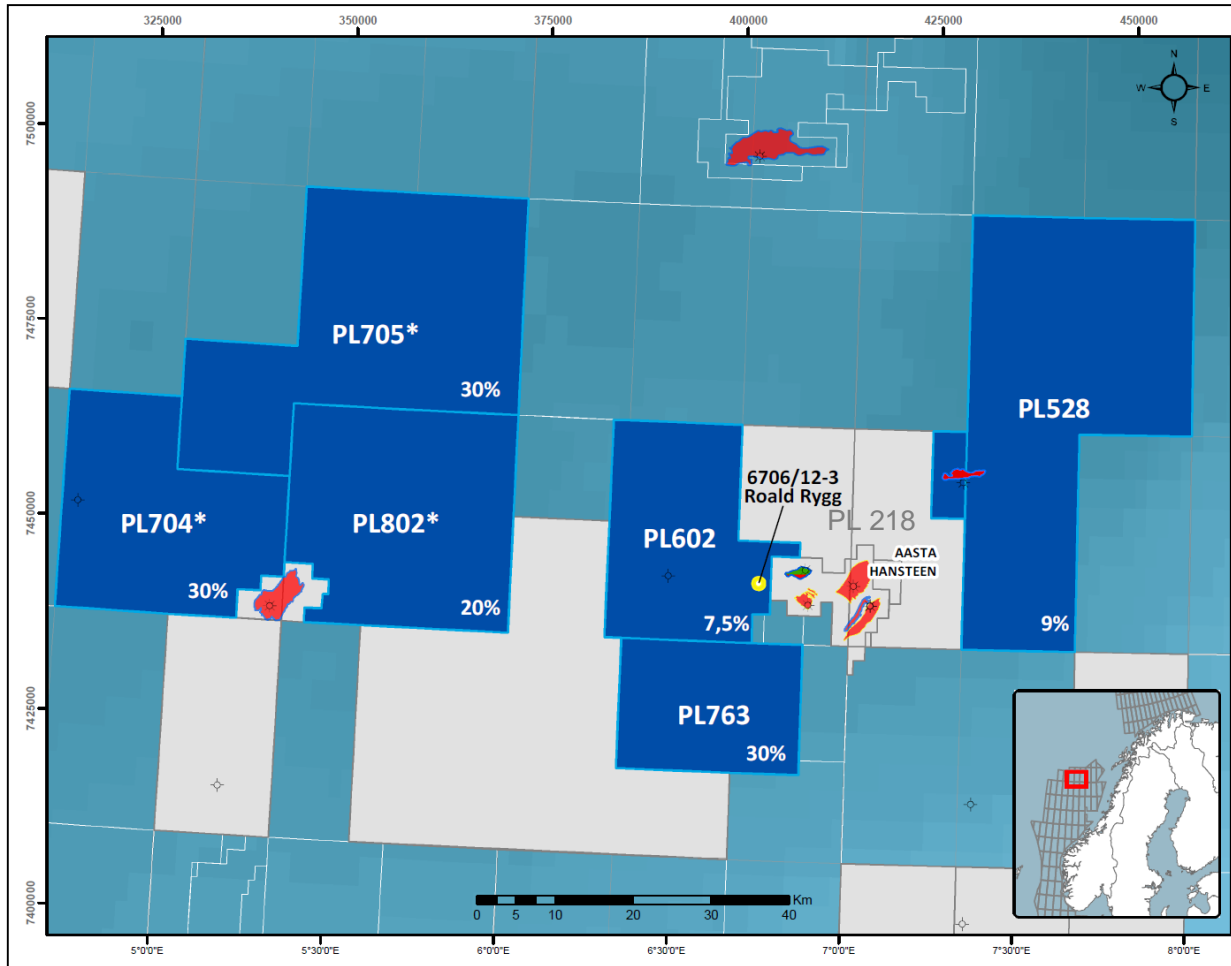 325000
350000
375000
400000
425000
450000
N
W
E
S
7500000
7475000
7450000
7425000
7400000
PL705*
30%
PL528
9%
6706/12-3
Roald Rygg
PL 218
PL704*
30%
PL802*
20%
PL602
7,5%
AASTA
HANSTEEN
PL763
30%
Km
0
5
10
20
30
40
5°0'0"E
5°30'0"E
6°0'0"E
6°30'0"E
7°0'0"E
7°30'0"E
8°0'0"E